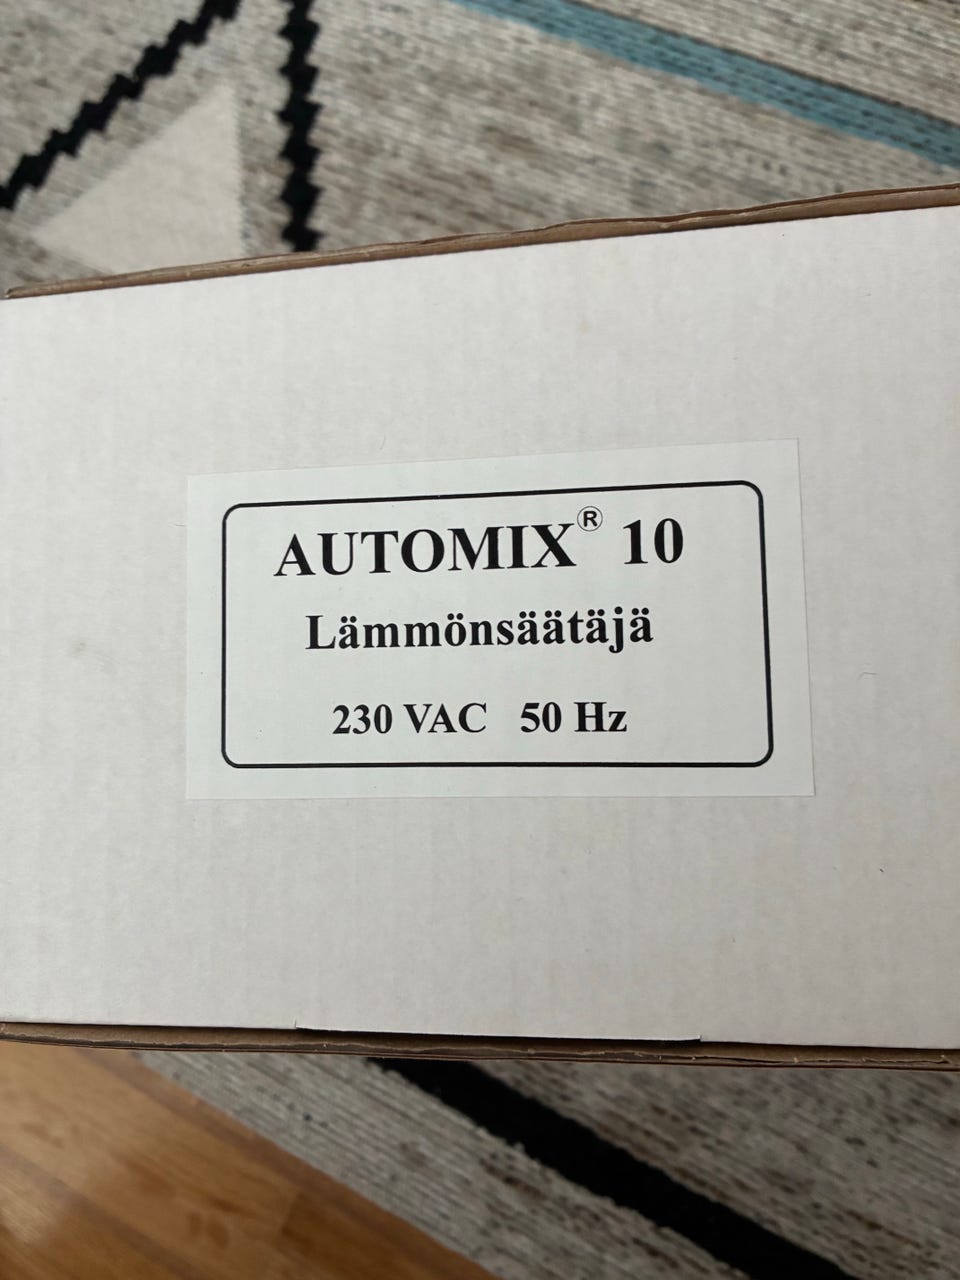 AUTOMIX® 10
Lämmönsäätäjä
230 VAC 50 Hz